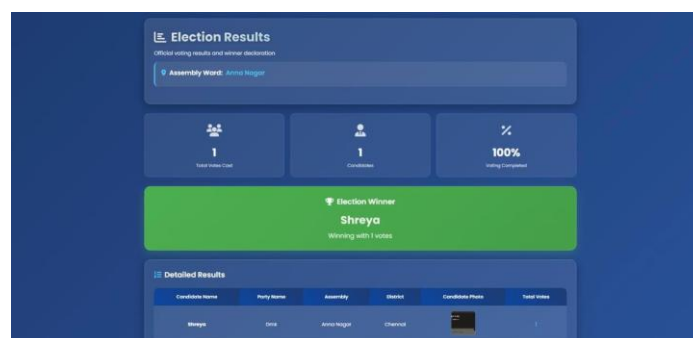 Election Results
Official voting results and winner declaration
Assembly Ward: Anna Nagar
1
Total Votes Cast
1
Candidates
100%
Voting Completed
Election Winner
Shreya
Winning with 1 votes
Detailed Results
Candidate Name Party Name Assembly District Candidate Photo Total Votes
Shreya Anna Nagar Chennai